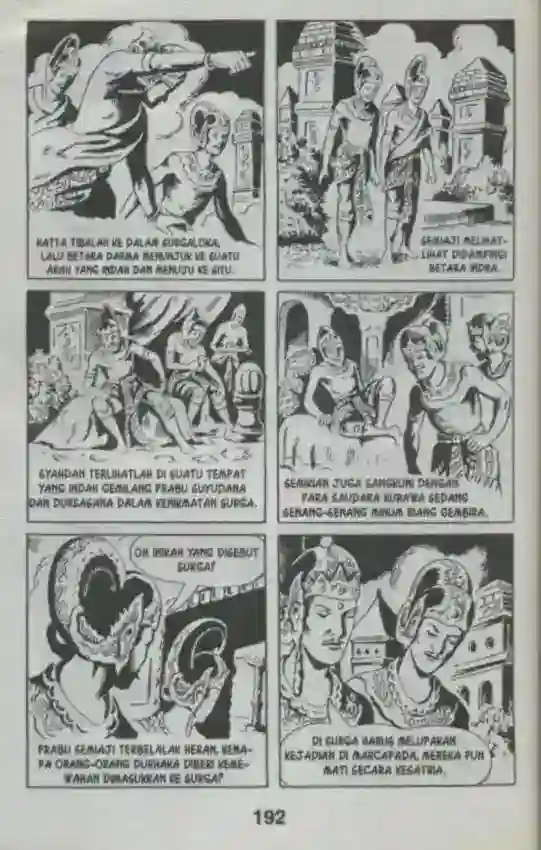 KATTA TIBALAH KE DALAM SURGALOKA,
LALU BETARA DARMA MENUNJUK KE SUATU
ARAH YANG INDAH DAN MENUJU KE SITU.
SEMIAJI MELIHAT-
LIHAT DIDAMPINGI
BETARA INDRA.
SYAHDAN TERLIHATLAH DI SUATU TEMPAT
YANG INDAH GEMILANG PRABU SUYUDANA
DAN DURSASANA DALAM KENIKMATAN SURGA.
DEMIKIAN JUGA SANGKUNI DENGAN
PARA SAUDARA KURAWA SEDANG
SENANG-SENANG MINUM RIANG GEMBIRA.
OH INIKAH YANG DISEBUT
SURGA?
PRABU SEMIAJI TERBELALAK HERAN, KENA-
PA ORANG-ORANG DURHAKA DIBERI KEME-
WAHAN DIMASUKKAN KE SURGA?
DI SURGA HARUS MELUPAKAN
KEJADIAN DI MARCAPADA, MEREKA PUN
MATI SECARA KESATRIA.
192